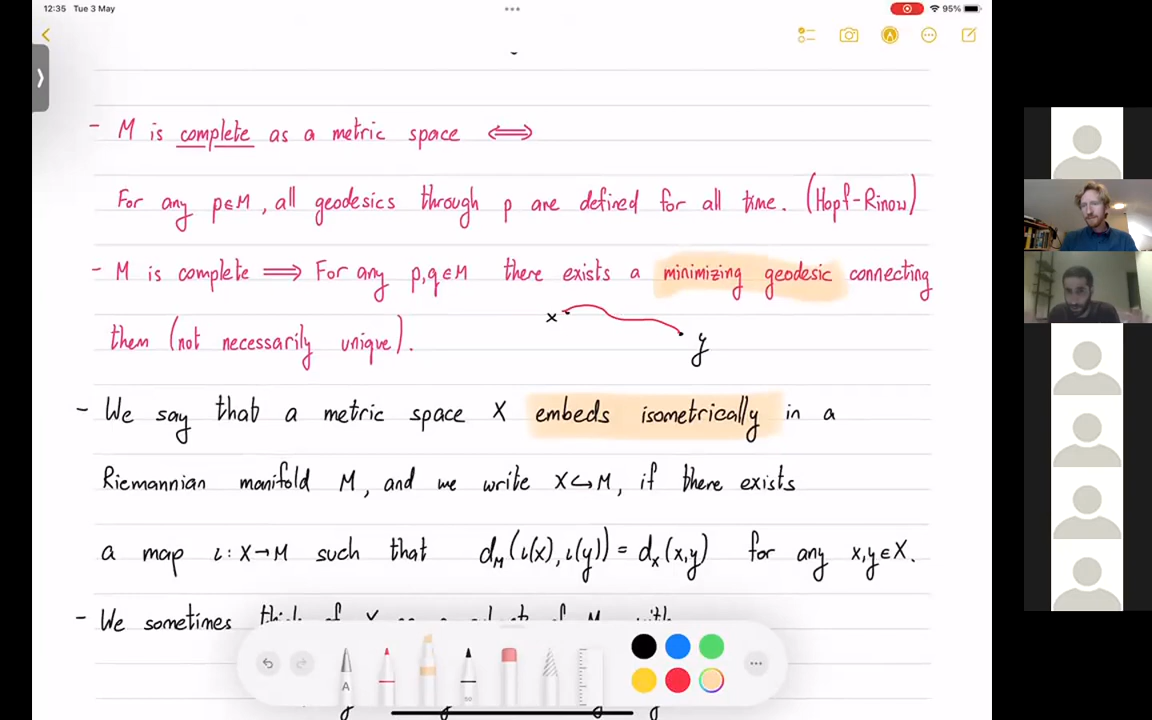 12:35 Tue 3 May
95%
- M is complete as a metric space ⟺
For any p∈M, all geodesics through p are defined for all time. (Hopf-Rinow)
- M is complete ⟹ For any p,q∈M there exists a minimizing geodesic connecting
them (not necessarily unique).
x
y
- We say that a metric space X embeds isometrically in a
Riemannian manifold M, and we write X↪M, if there exists
a map ι: X→M such that d_M(ι(x), ι(y)) = d_X(x,y) for any x,y∈X.
- We sometimes think of X
A
50